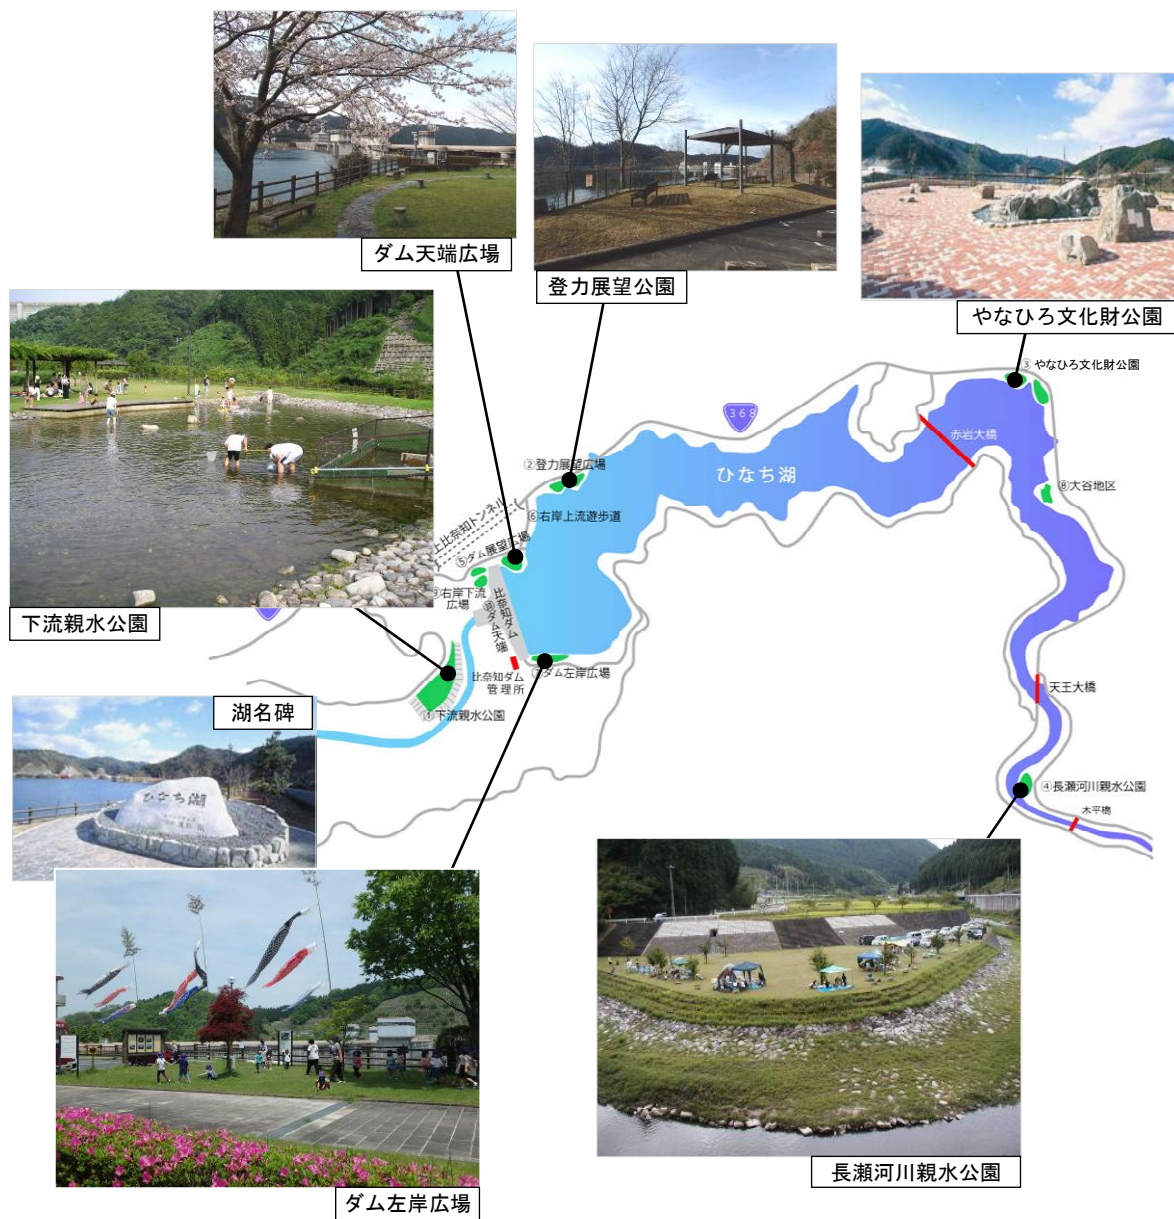 ダム天端広場
登力展望公園
やなひろ文化財公園
③やなひろ文化財公園
368
赤岩大橋
②登力展望広場
ひなち湖
⑧大谷地区
⑥右岸上流遊歩道
上比奈知トンネル
⑤ダム展望広場
右岸下流
広場
比奈知ダム
⑩ダム天端
下流親水公園
ダム左岸広場
比奈知ダム
管理所
天王大橋
湖名碑
①下流親水公園
④長瀬河川親水公園
木平橋
ひなち湖
長瀬河川親水公園
ダム左岸広場